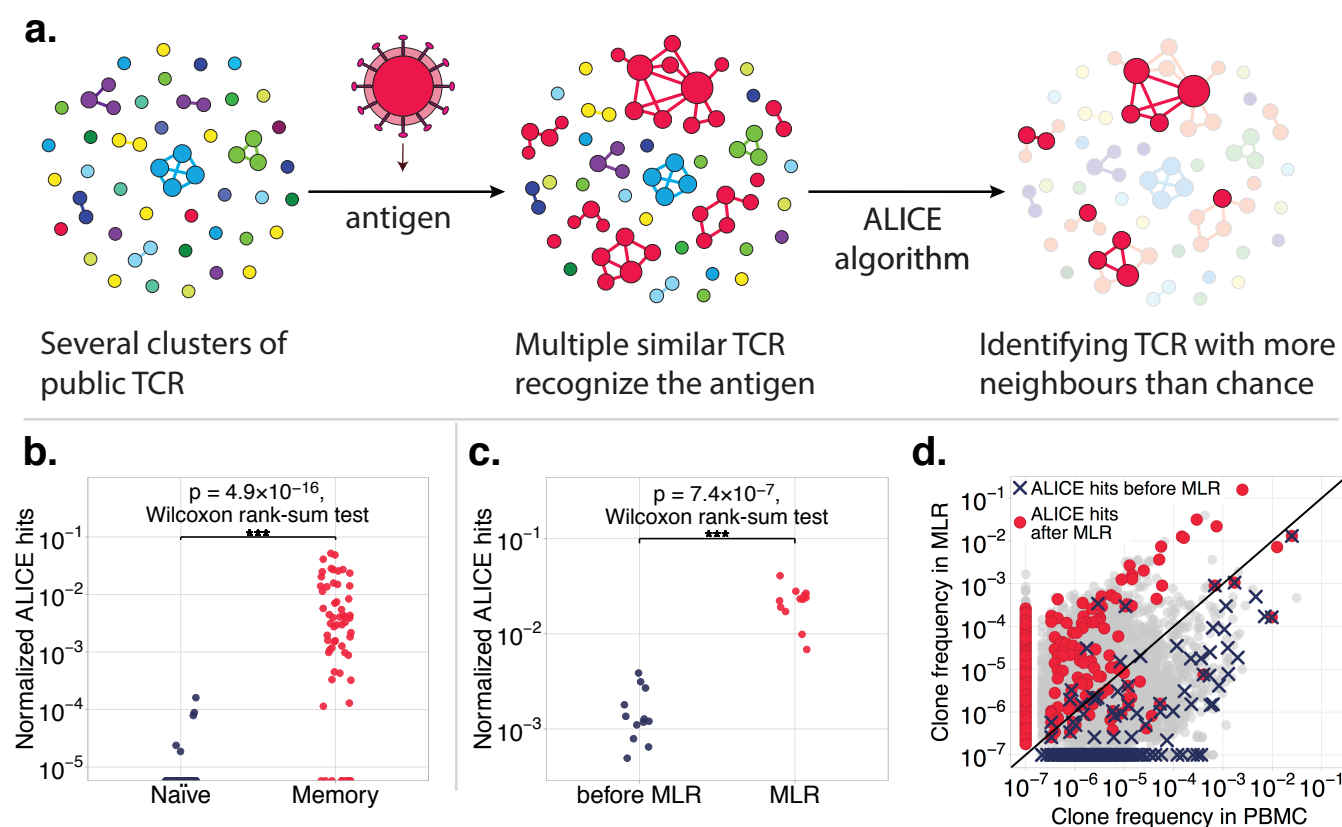 a.
antigen
ALICE
algorithm
Several clusters of
public TCR
Multiple similar TCR
recognize the antigen
Identifying TCR with more
neighbours than chance
b.
Normalized ALICE hits
p = 4.9×10⁻¹⁶,
Wilcoxon rank-sum test
***
10⁻¹
10⁻²
10⁻³
10⁻⁴
10⁻⁵
Naïve
Memory
c.
Normalized ALICE hits
p = 7.4×10⁻⁷,
Wilcoxon rank-sum test
***
10⁻¹
10⁻²
10⁻³
before MLR
MLR
d.
Clone frequency in MLR
ALICE hits before MLR
ALICE hits
after MLR
10⁻¹
10⁻²
10⁻³
10⁻⁴
10⁻⁵
10⁻⁶
10⁻⁷
10⁻⁷ 10⁻⁶ 10⁻⁵ 10⁻⁴ 10⁻³ 10⁻² 10⁻¹
Clone frequency in PBMC